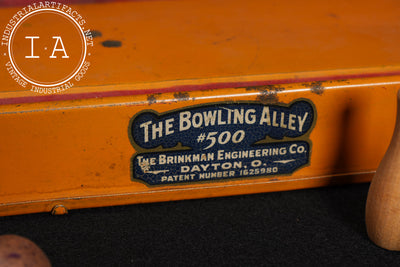 INDUSTRIALARTIFACTS.NET
I·A
VINTAGE INDUSTRIAL GOODS
THE BOWLING ALLEY
#500
THE BRINKMAN ENGINEERING CO.
DAYTON, O.
PATENT NUMBER 1625980